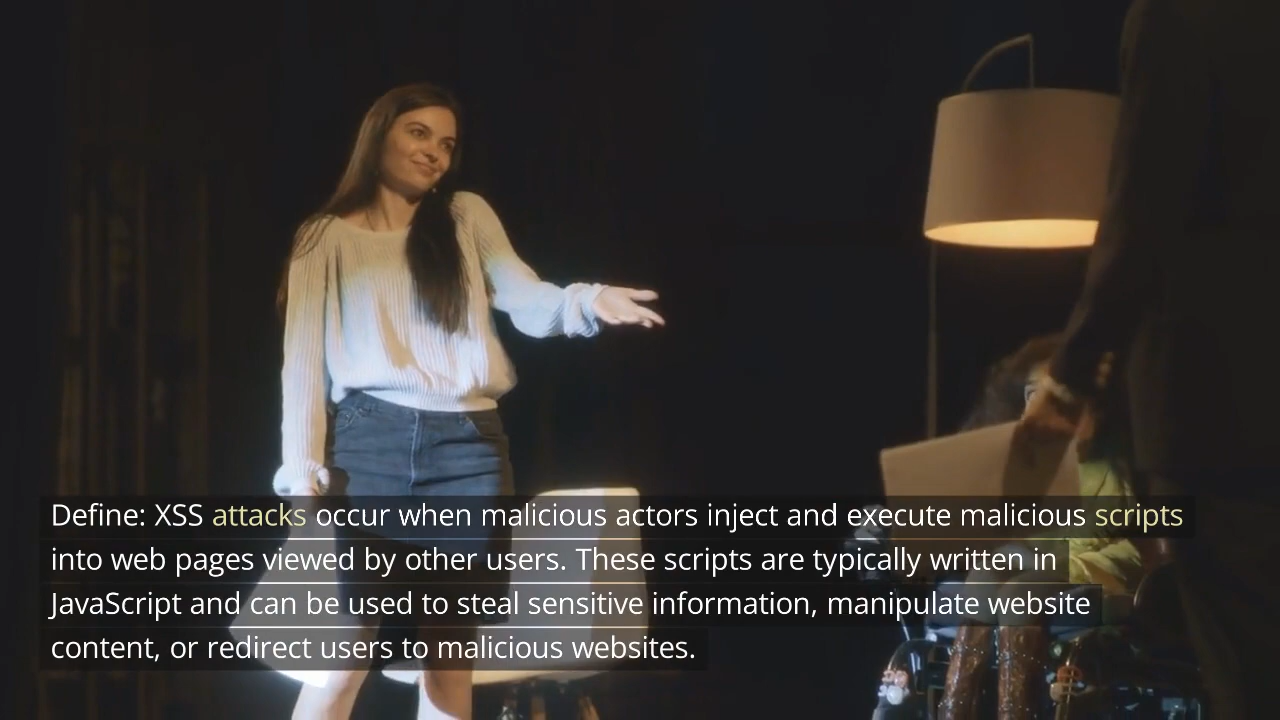 Define: XSS attacks occur when malicious actors inject and execute malicious scripts
into web pages viewed by other users. These scripts are typically written in
JavaScript and can be used to steal sensitive information, manipulate website
content, or redirect users to malicious websites.